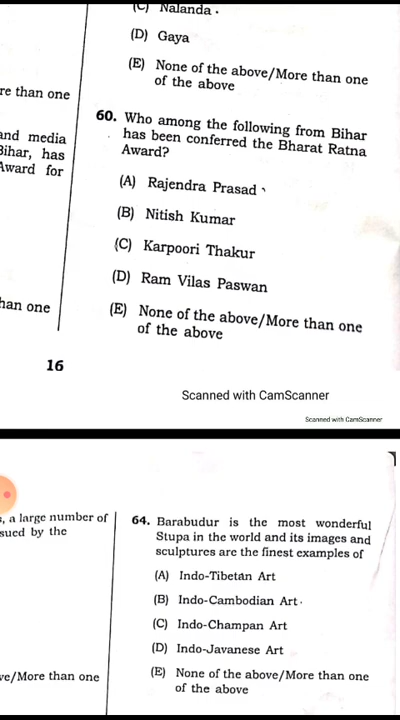 (C) Nalanda
(D) Gaya
(E) None of the above/More than one
of the above
re than one
and media
Bihar, has
Award for
han one
60. Who among the following from Bihar
has been conferred the Bharat Ratna
Award?
(A) Rajendra Prasad
(B) Nitish Kumar
(C) Karpoori Thakur
(D) Ram Vilas Paswan
(E) None of the above/More than one
of the above
16
Scanned with CamScanner
Scanned with CamScanner
, a large number of
sued by the
ve/More than one
64. Barabudur is the most wonderful
Stupa in the world and its images and
sculptures are the finest examples of
(A) Indo-Tibetan Art
(B) Indo-Cambodian Art
(C) Indo-Champan Art
(D) Indo-Javanese Art
(E) None of the above/More than one
of the above